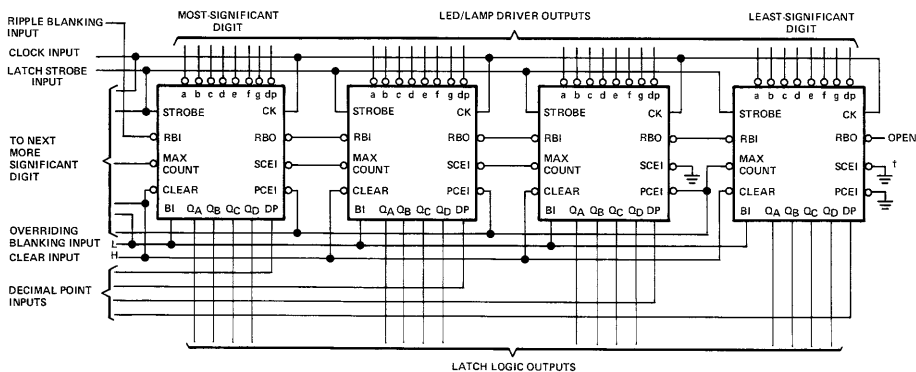 RIPPLE BLANKING
INPUT
MOST-SIGNIFICANT
DIGIT
LED/LAMP DRIVER OUTPUTS
LEAST-SIGNIFICANT
DIGIT
CLOCK INPUT
LATCH STROBE
INPUT
TO NEXT
MORE
SIGNIFICANT
DIGIT
a b c d e f g dp
STROBE CK
RBI RBO
MAX
COUNT
SCEI
CLEAR PCEI
BI QA QB QC QD DP
a b c d e f g dp
STROBE CK
RBI RBO
MAX
COUNT
SCEI
CLEAR PCEI
BI QA QB QC QD DP
a b c d e f g dp
STROBE CK
RBI RBO
MAX
COUNT
SCEI
CLEAR PCEI
BI QA QB QC QD DP
a b c d e f g dp
STROBE CK
RBI RBO
OPEN
MAX
COUNT
SCEI
†
CLEAR PCEI
BI QA QB QC QD DP
OVERRIDING
BLANKING INPUT L
CLEAR INPUT H
DECIMAL POINT
INPUTS
LATCH LOGIC OUTPUTS